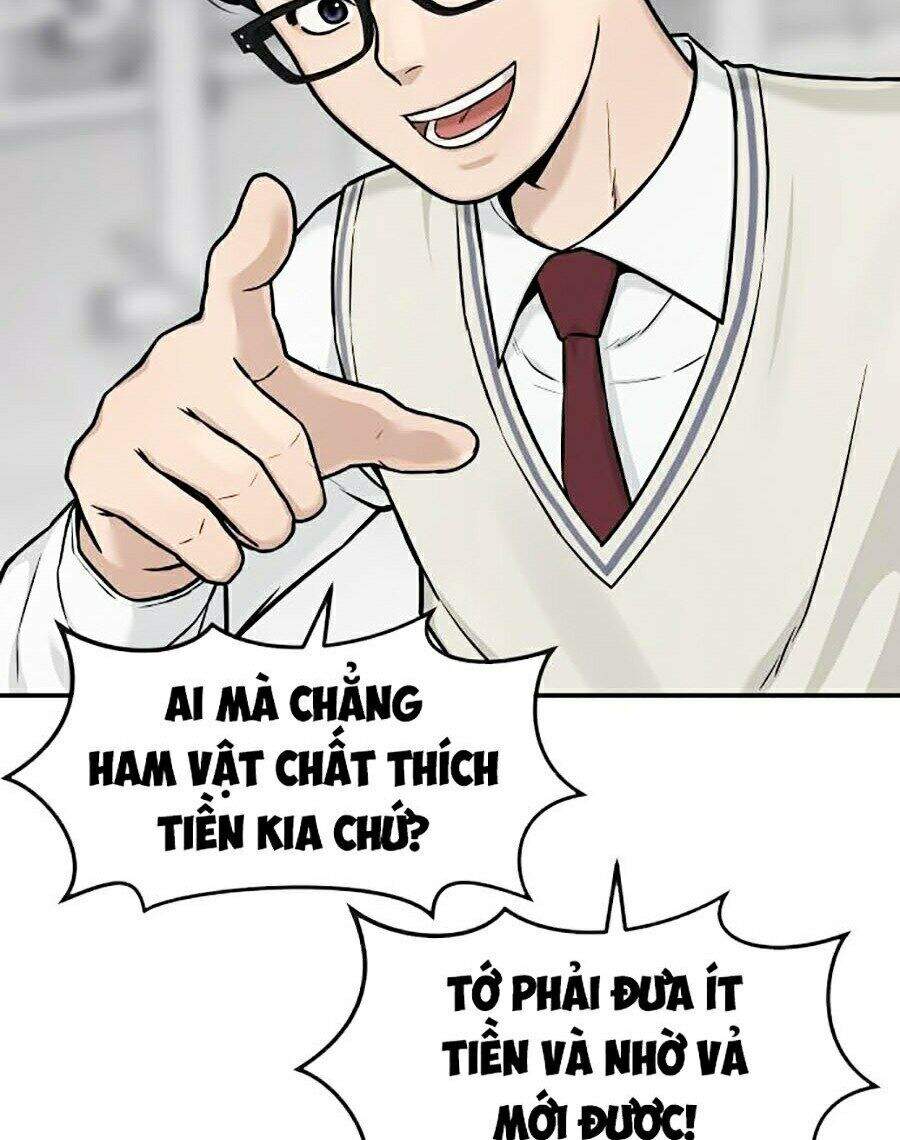 AI MÀ CHẲNG
HAM VẬT CHẤT THÍCH
TIỀN KIA CHỨ?
TỚ PHẢI ĐƯA ÍT
TIỀN VÀ NHỜ VẢ
MỚI ĐƯỢC!